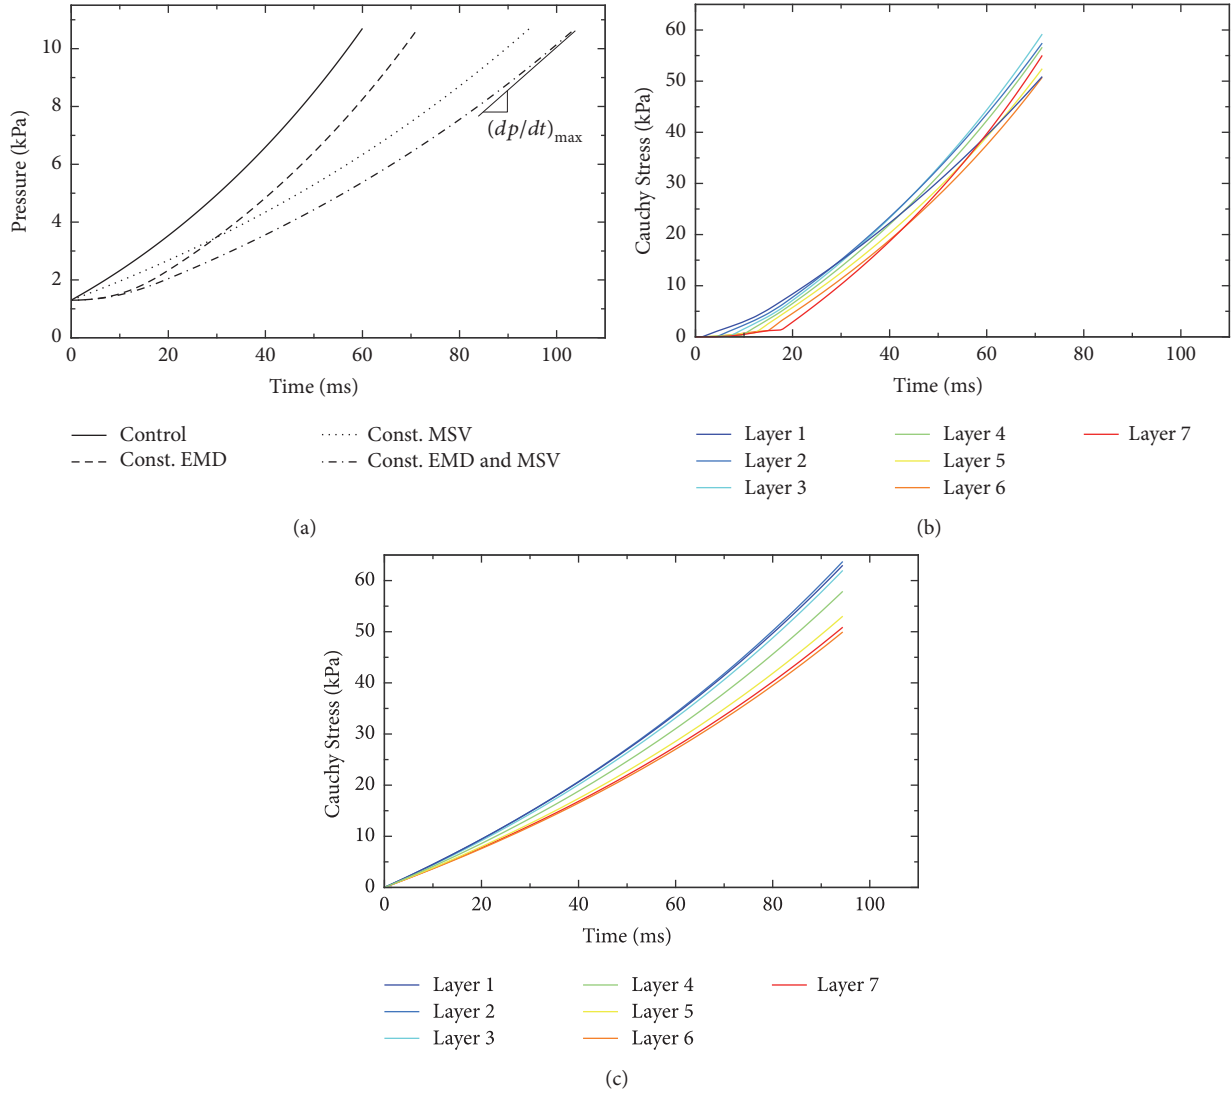 10
8
6
4
2
0
Pressure (kPa)
(dp/dt)max
0 20 40 60 80 100
Time (ms)
Control
Const. EMD
Const. MSV
Const. EMD and MSV
(a)
60
50
40
30
20
10
0
Cauchy Stress (kPa)
0 20 40 60 80 100
Time (ms)
Layer 1
Layer 2
Layer 3
Layer 4
Layer 5
Layer 6
Layer 7
(b)
60
50
40
30
20
10
0
Cauchy Stress (kPa)
0 20 40 60 80 100
Time (ms)
Layer 1
Layer 2
Layer 3
Layer 4
Layer 5
Layer 6
Layer 7
(c)